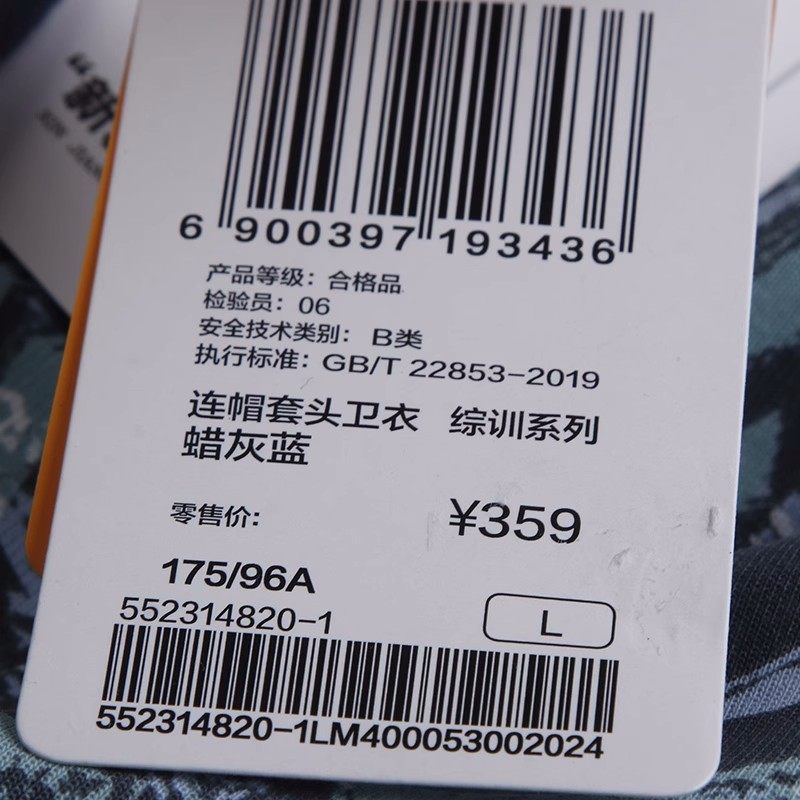 "新
6 900397 193436
产品等级：合格品
检验员：06
安全技术类别： B类
执行标准：GB/T 22853-2019
连帽套头卫衣 综训系列
蜡灰蓝
零售价： ¥359
175/96A
552314820-1 L
552314820-1LM400053002024